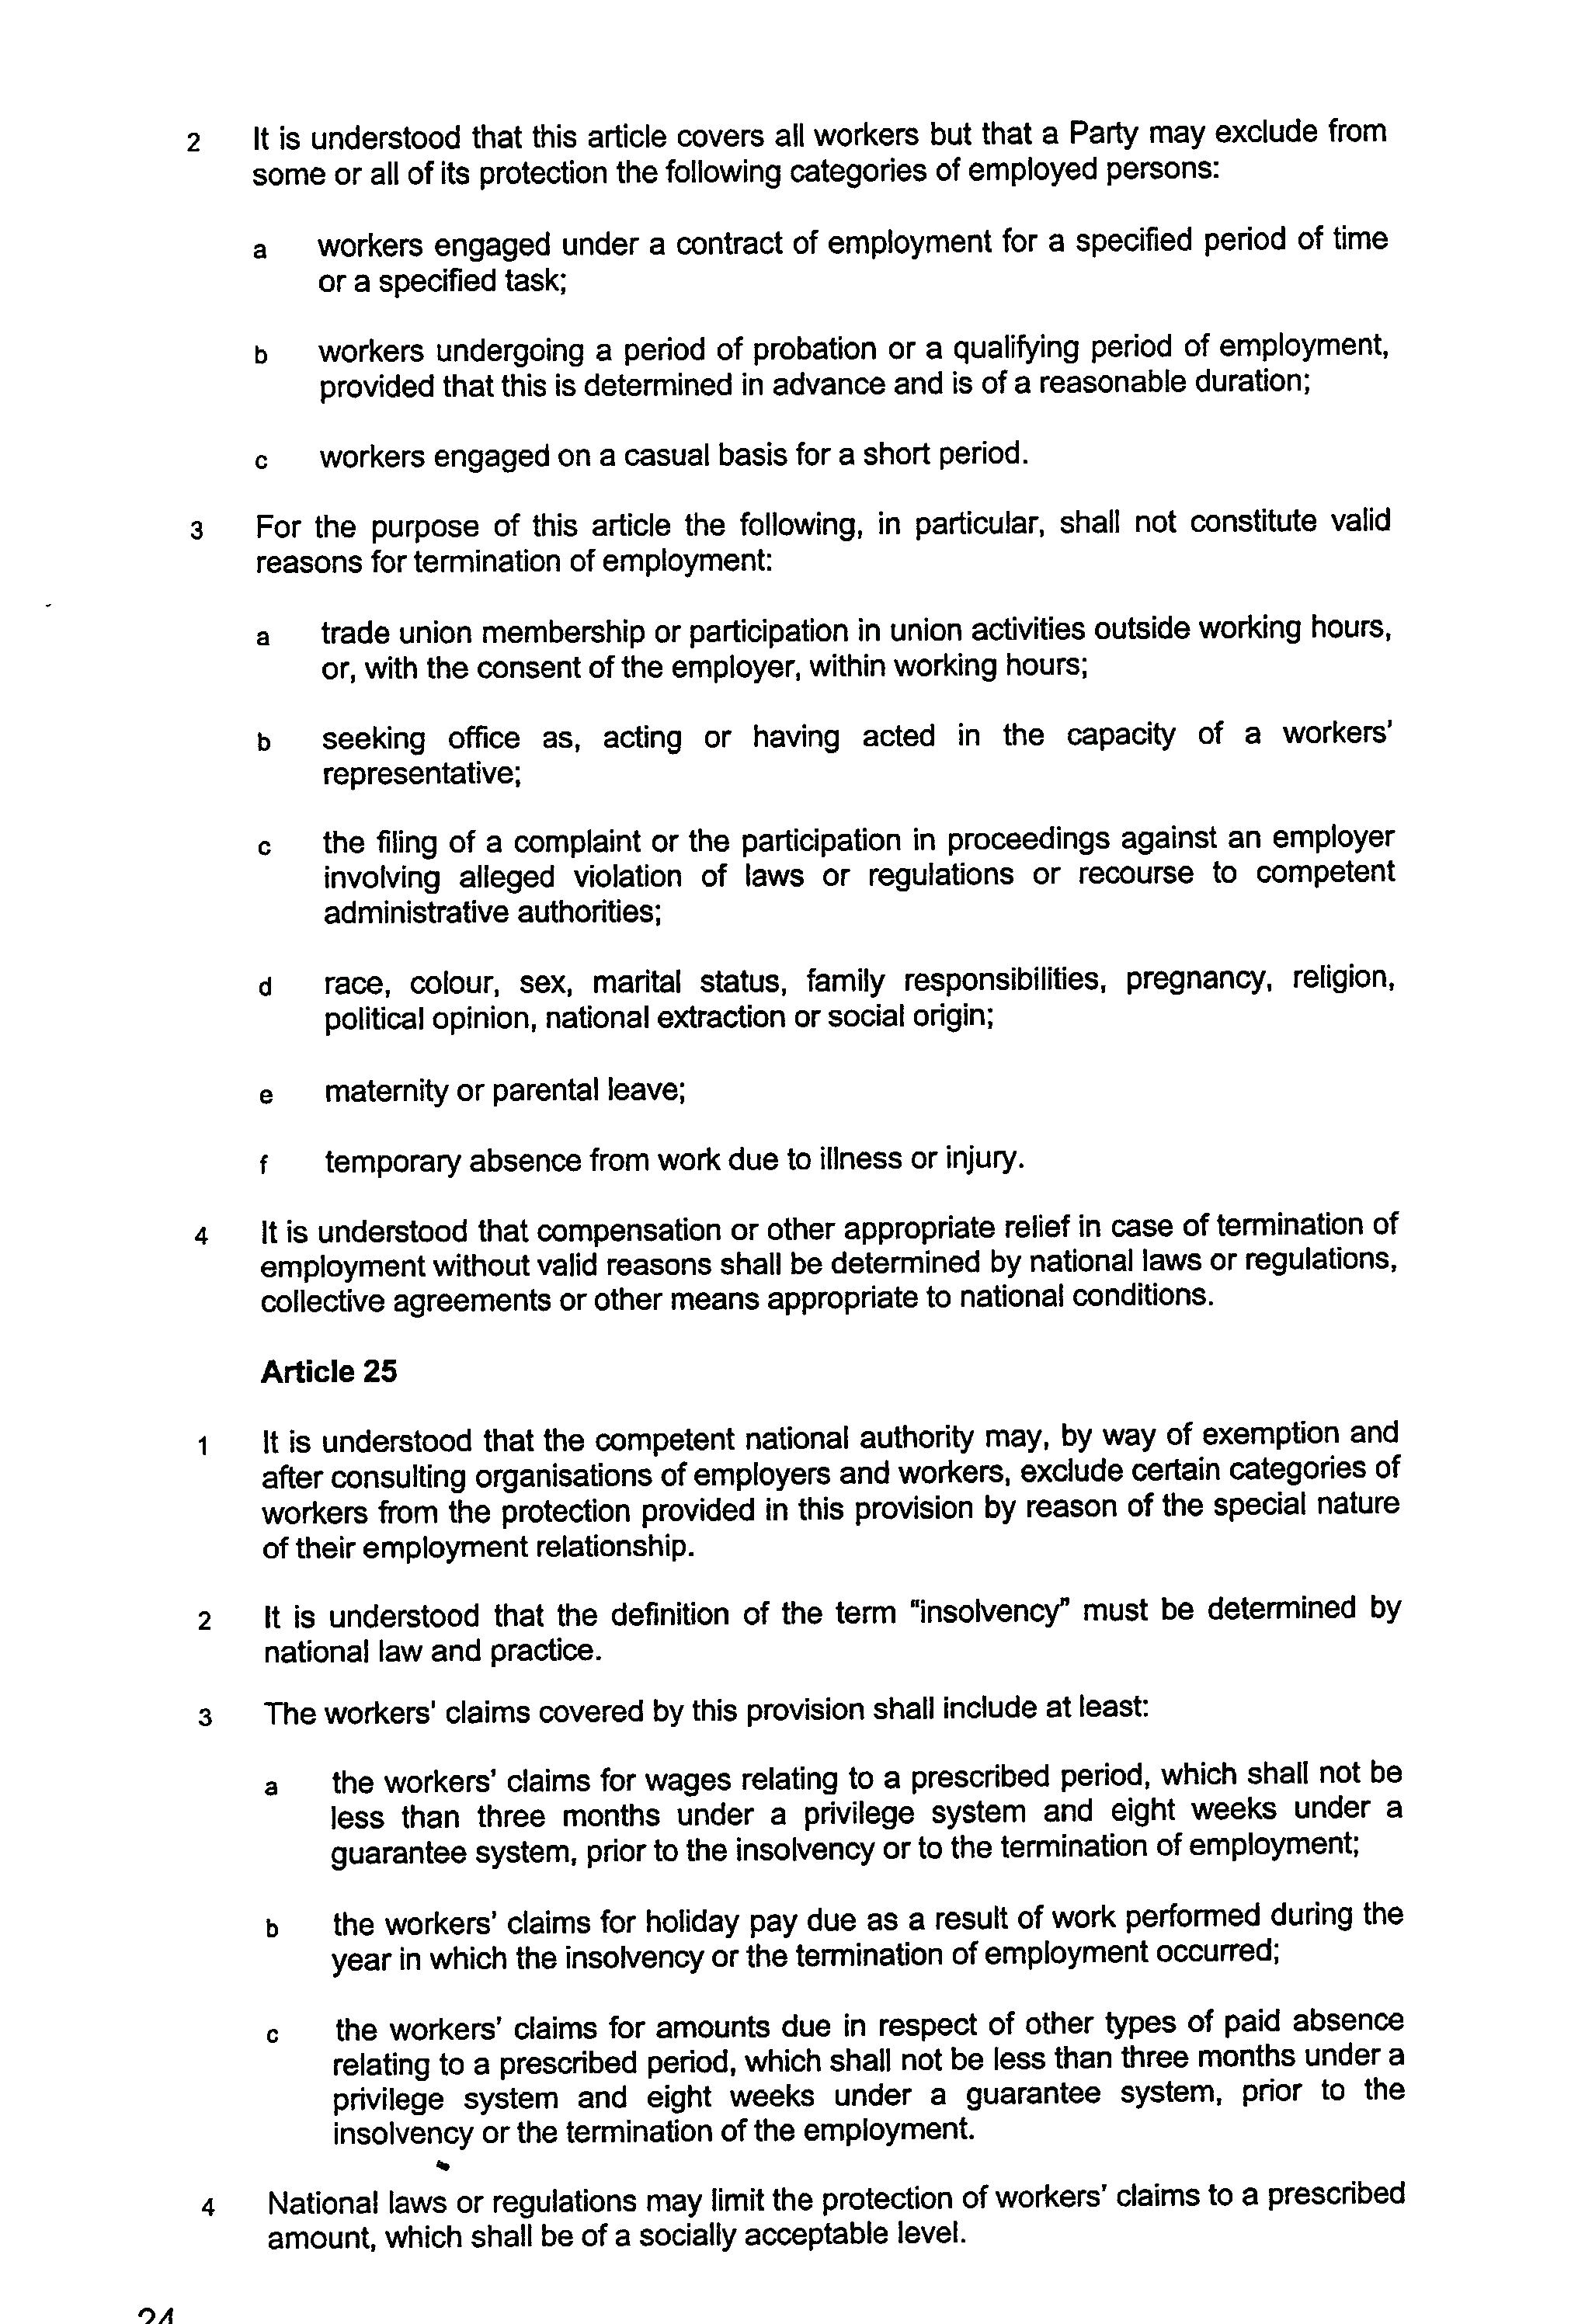 2 It is understood that this article covers all workers but that a Party may exclude from
some or all of its protection the following categories of employed persons:
a workers engaged under a contract of employment for a specified period of time
or a specified task;
b workers undergoing a period of probation or a qualifying period of employment,
provided that this is determined in advance and is of a reasonable duration;
c workers engaged on a casual basis for a short period.
3 For the purpose of this article the following, in particular, shall not constitute valid
reasons for termination of employment:
a trade union membership or participation in union activities outside working hours,
or, with the consent of the employer, within working hours;
b seeking office as, acting or having acted in the capacity of a workers'
representative;
c the filing of a complaint or the participation in proceedings against an employer
involving alleged violation of laws or regulations or recourse to competent
administrative authorities;
d race, colour, sex, marital status, family responsibilities, pregnancy, religion,
political opinion, national extraction or social origin;
e maternity or parental leave;
f temporary absence from work due to illness or injury.
4 It is understood that compensation or other appropriate relief in case of termination of
employment without valid reasons shall be determined by national laws or regulations,
collective agreements or other means appropriate to national conditions.
Article 25
1 It is understood that the competent national authority may, by way of exemption and
after consulting organisations of employers and workers, exclude certain categories of
workers from the protection provided in this provision by reason of the special nature
of their employment relationship.
2 It is understood that the definition of the term "insolvency" must be determined by
national law and practice.
3 The workers' claims covered by this provision shall include at least:
a the workers' claims for wages relating to a prescribed period, which shall not be
less than three months under a privilege system and eight weeks under a
guarantee system, prior to the insolvency or to the termination of employment;
b the workers' claims for holiday pay due as a result of work performed during the
year in which the insolvency or the termination of employment occurred;
c the workers' claims for amounts due in respect of other types of paid absence
relating to a prescribed period, which shall not be less than three months under a
privilege system and eight weeks under a guarantee system, prior to the
insolvency or the termination of the employment.
4 National laws or regulations may limit the protection of workers' claims to a prescribed
amount, which shall be of a socially acceptable level.
24